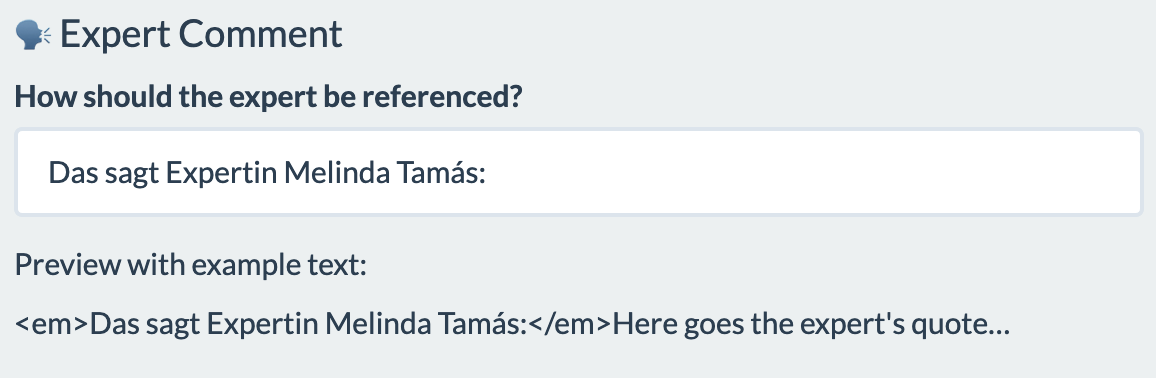 Expert Comment
How should the expert be referenced?
Das sagt Expertin Melinda Tamás:
Preview with example text:
<em>Das sagt Expertin Melinda Tamás:</em>Here goes the expert's quote...